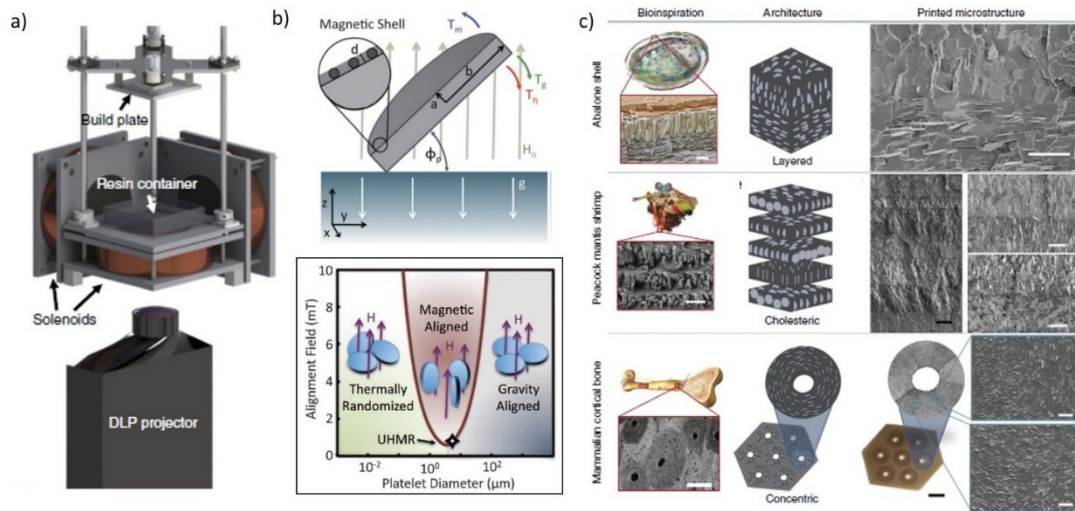 a)
Build plate
Resin container
Solenoids
DLP projector
b)
Magnetic Shell
d
Tm
b
Tg
a
Tη
Ho
Φp
g
z
y
x
Alignment Field (mT)
10
8
6
4
2
0
H
Magnetic
Aligned
H
H
Thermally
Randomized
Gravity
Aligned
UHMR
10⁻²
10⁰
10²
Platelet Diameter (µm)
c)
Bioinspiration
Architecture
Printed microstructure
Abalone shell
Layered
Peacock mantis shrimp
Cholesteric
Mammalian cortical bone
Concentric